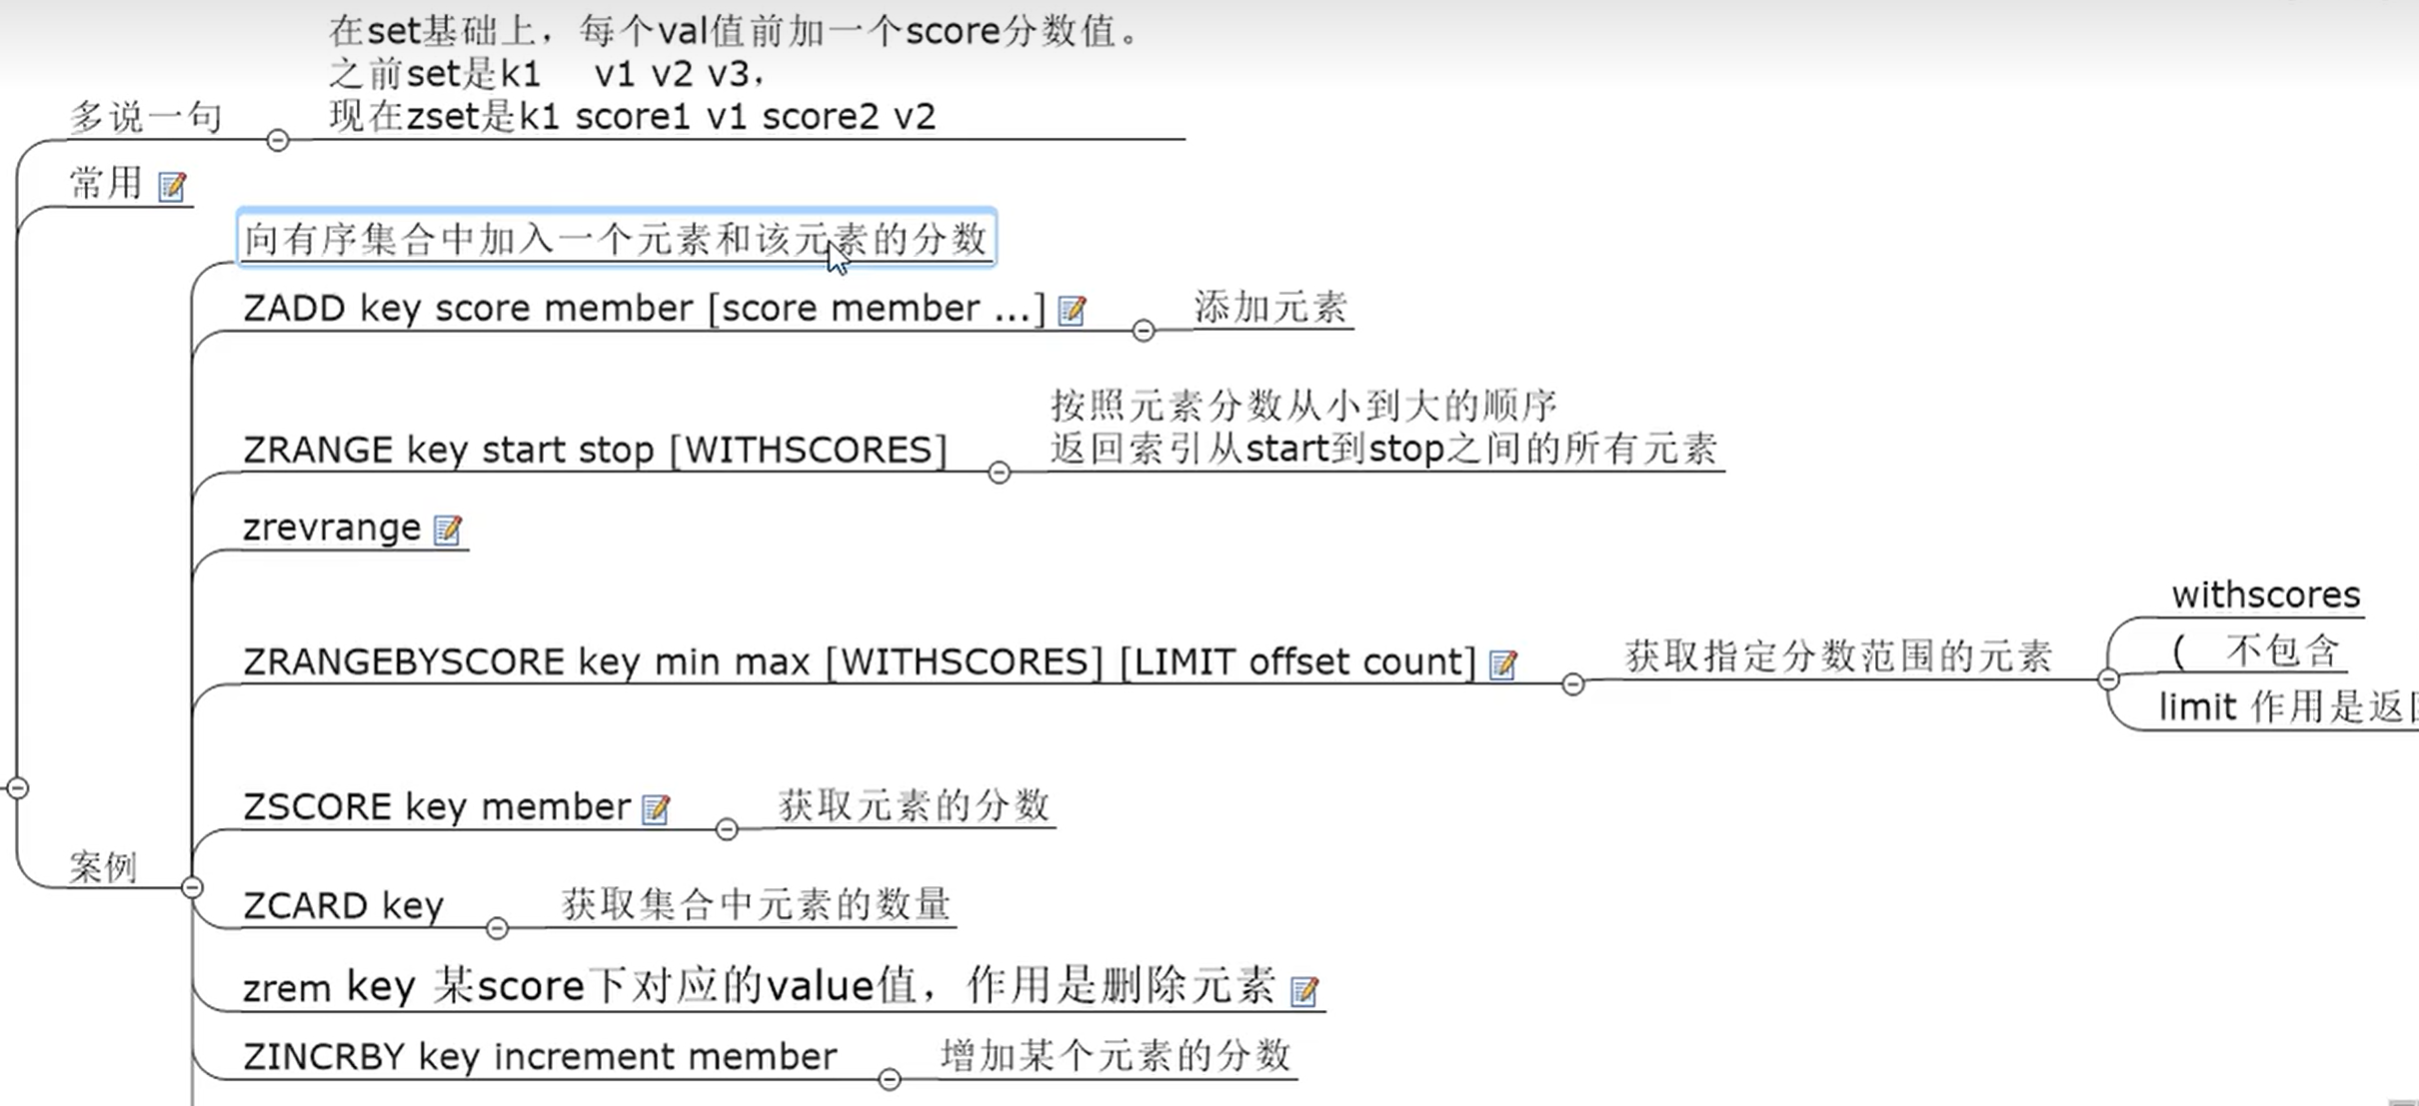 在set基础上，每个val值前加一个score分数值。
之前set是k1 v1 v2 v3，
现在zset是k1 score1 v1 score2 v2
多说一句
常用
向有序集合中加入一个元素和该元素的分数
ZADD key score member [score member ...]
添加元素
按照元素分数从小到大的顺序
返回索引从start到stop之间的所有元素
ZRANGE key start stop [WITHSCORES]
zrevrange
ZRANGEBYSCORE key min max [WITHSCORES] [LIMIT offset count]
获取指定分数范围的元素
withscores
( 不包含
limit 作用是返
ZSCORE key member
获取元素的分数
案例
ZCARD key
获取集合中元素的数量
zrem key 某score下对应的value值，作用是删除元素
ZINCRBY key increment member
增加某个元素的分数